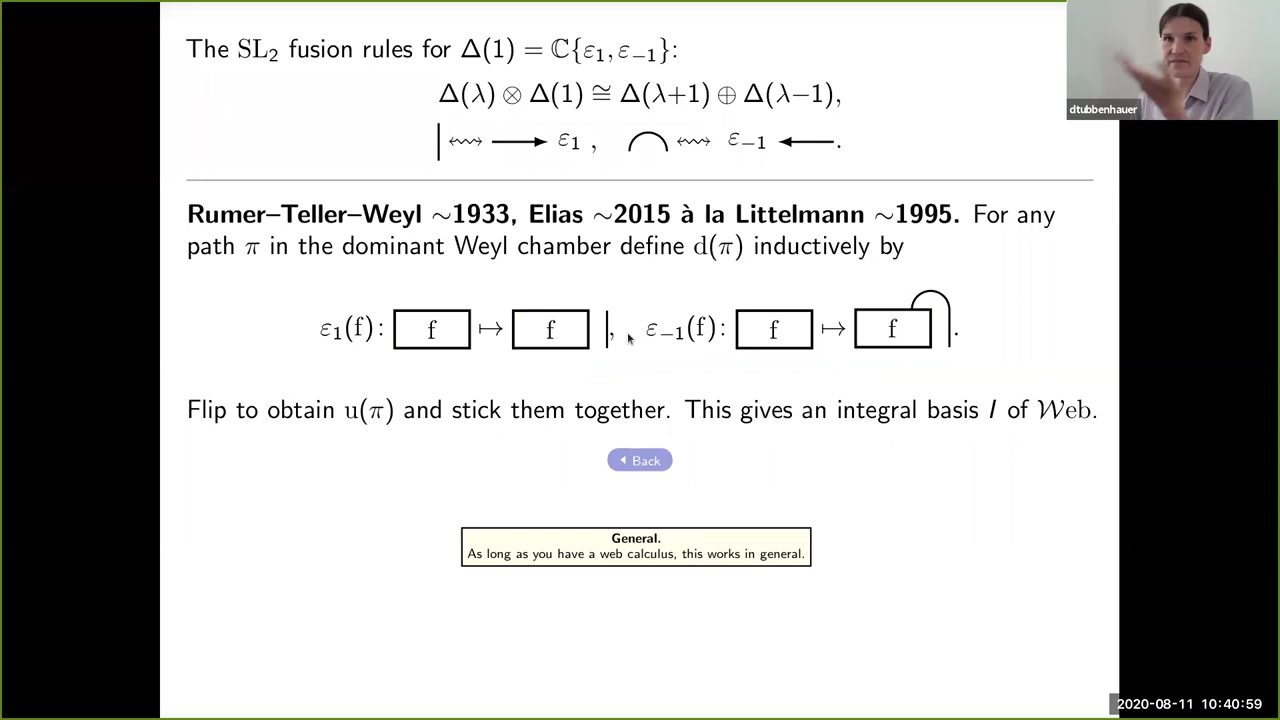 The SL₂ fusion rules for Δ(1) = ℂ{ε₁, ε₋₁}:
dtubbenhauer
Δ(λ) ⊗ Δ(1) ≅ Δ(λ+1) ⊕ Δ(λ−1),
| ↭ ⟶ ε₁ , ⌒ ↭ ε₋₁ ⟵.
Rumer–Teller–Weyl ∼1933, Elias ∼2015 à la Littelmann ∼1995. For any
path π in the dominant Weyl chamber define d(π) inductively by
ε₁(f): f ↦ f |, ε₋₁(f): f ↦ f .
Flip to obtain u(π) and stick them together. This gives an integral basis I of 𝒲eb.
Back
General.
As long as you have a web calculus, this works in general.
2020-08-11 10:40:59